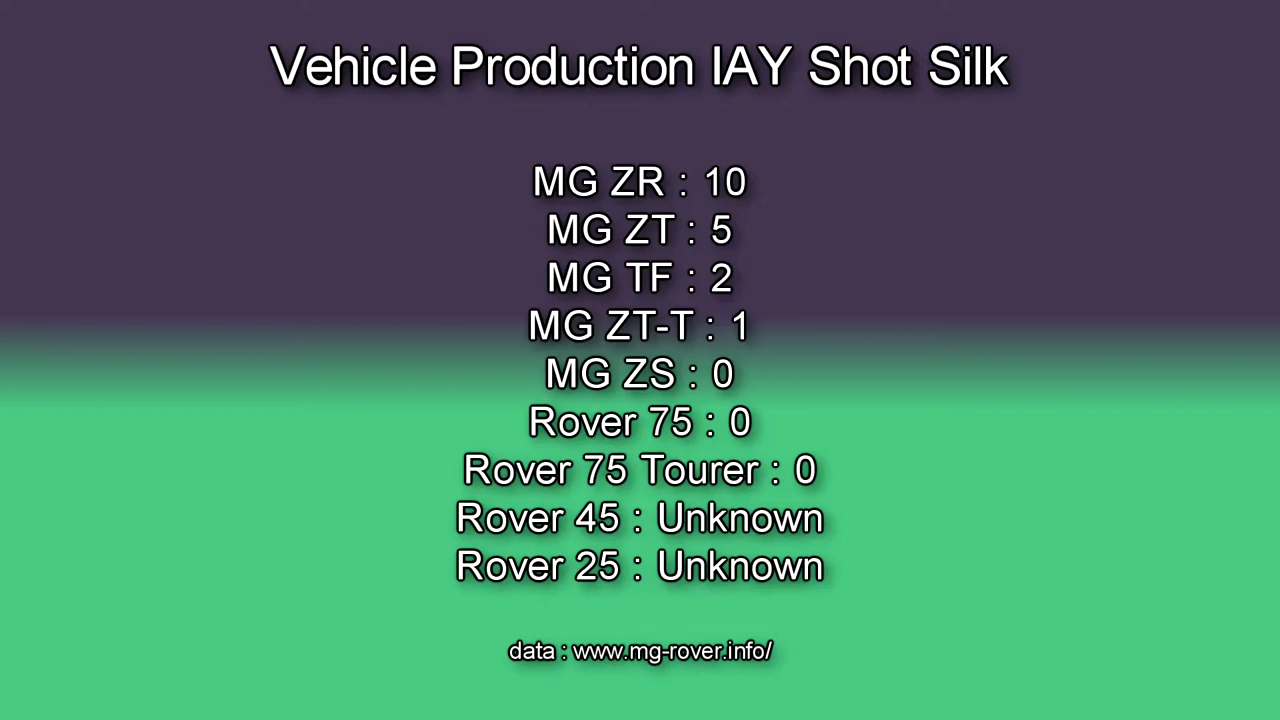 Vehicle Production IAY Shot Silk
MG ZR : 10
MG ZT : 5
MG TF : 2
MG ZT-T : 1
MG ZS : 0
Rover 75 : 0
Rover 75 Tourer : 0
Rover 45 : Unknown
Rover 25 : Unknown
data : www.mg-rover.info/